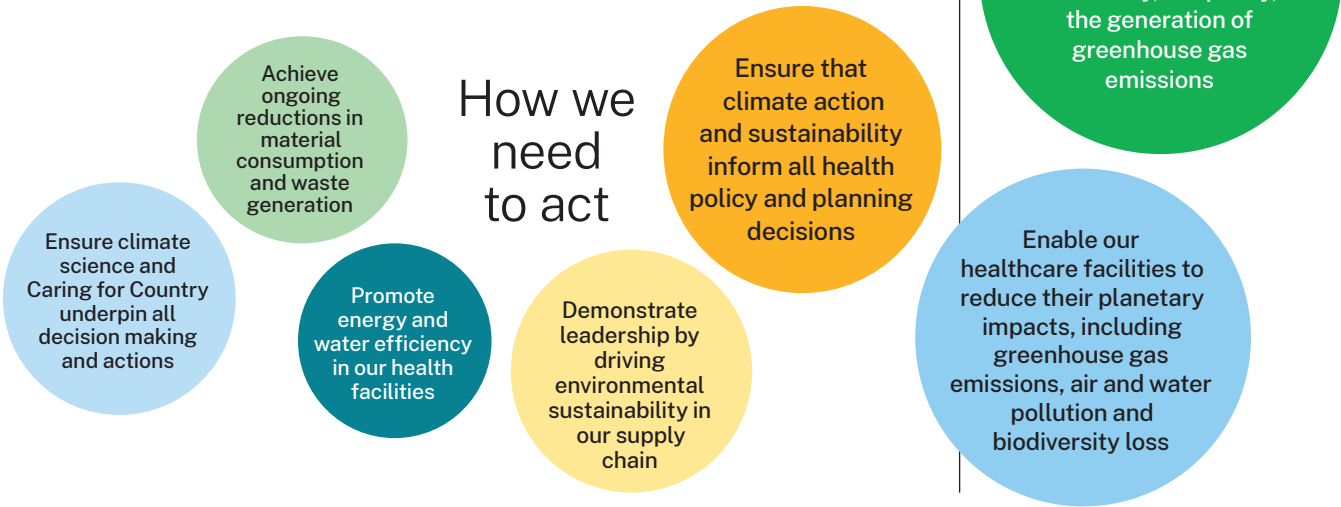 How we
need
to act
Achieve
ongoing
reductions in
material
consumption
and waste
generation
Ensure climate
science and
Caring for Country
underpin all
decision making
and actions
Promote
energy and
water efficiency
in our health
facilities
Demonstrate
leadership by
driving
environmental
sustainability in
our supply
chain
Ensure that
climate action
and sustainability
inform all health
policy and planning
decisions
the generation of
greenhouse gas
emissions
Enable our
healthcare facilities to
reduce their planetary
impacts, including
greenhouse gas
emissions, air and water
pollution and
biodiversity loss